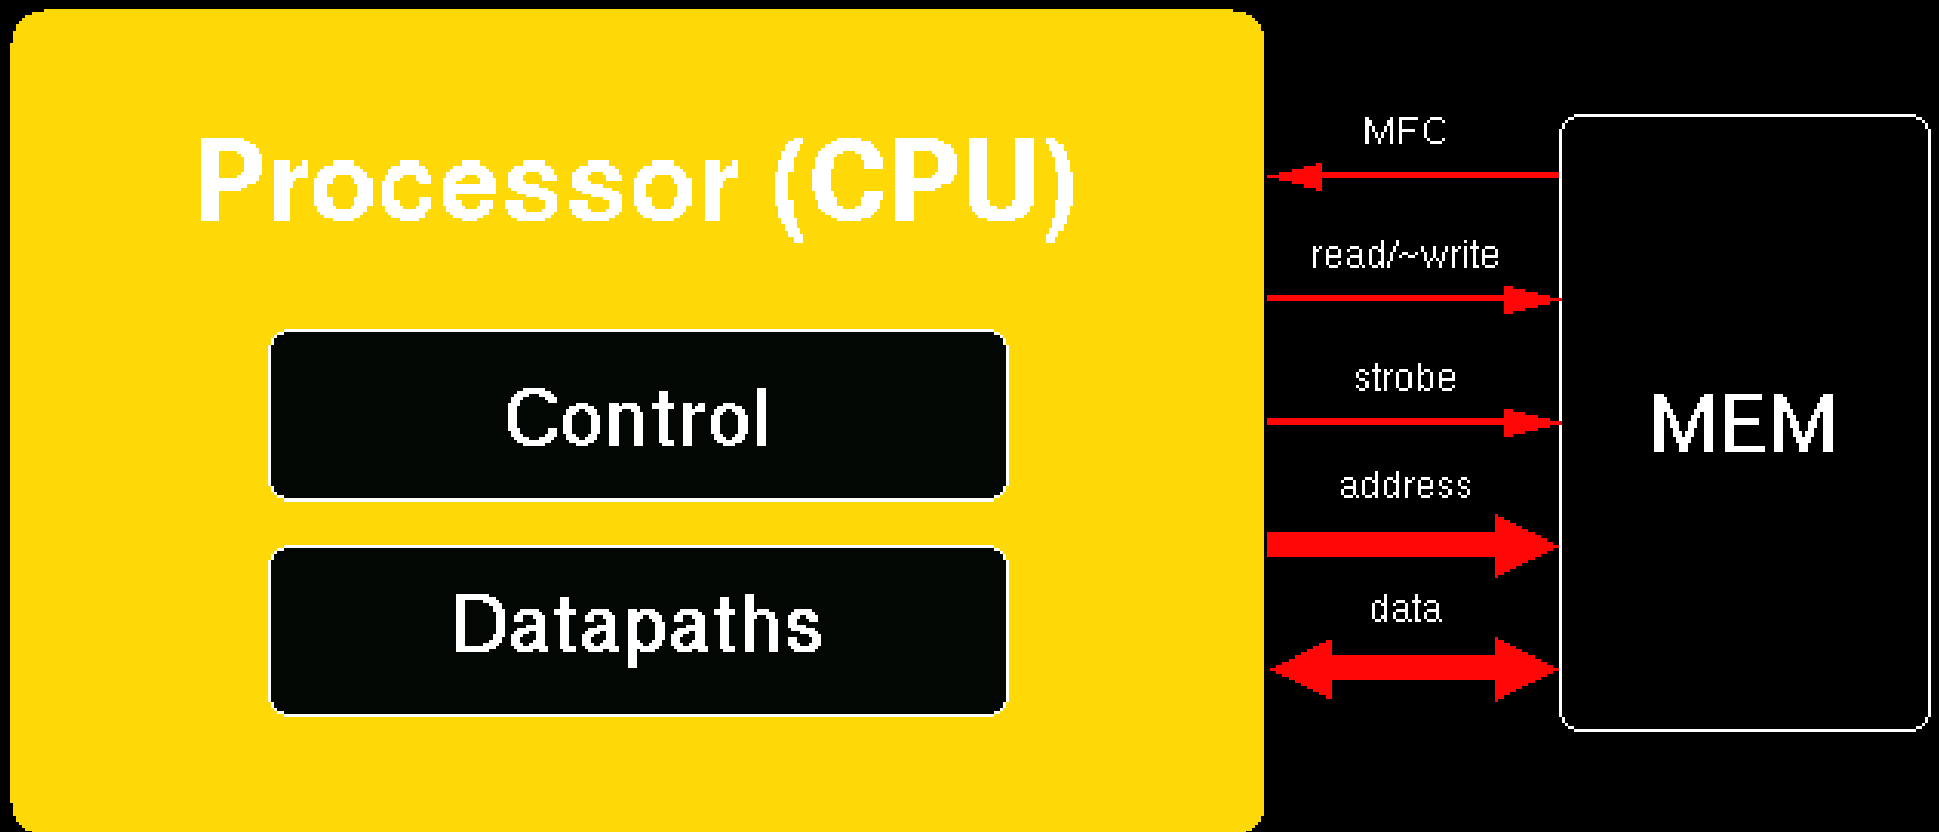 Processor (CPU)
Control
Datapaths
MFC
read/~write
strobe
address
data
MEM